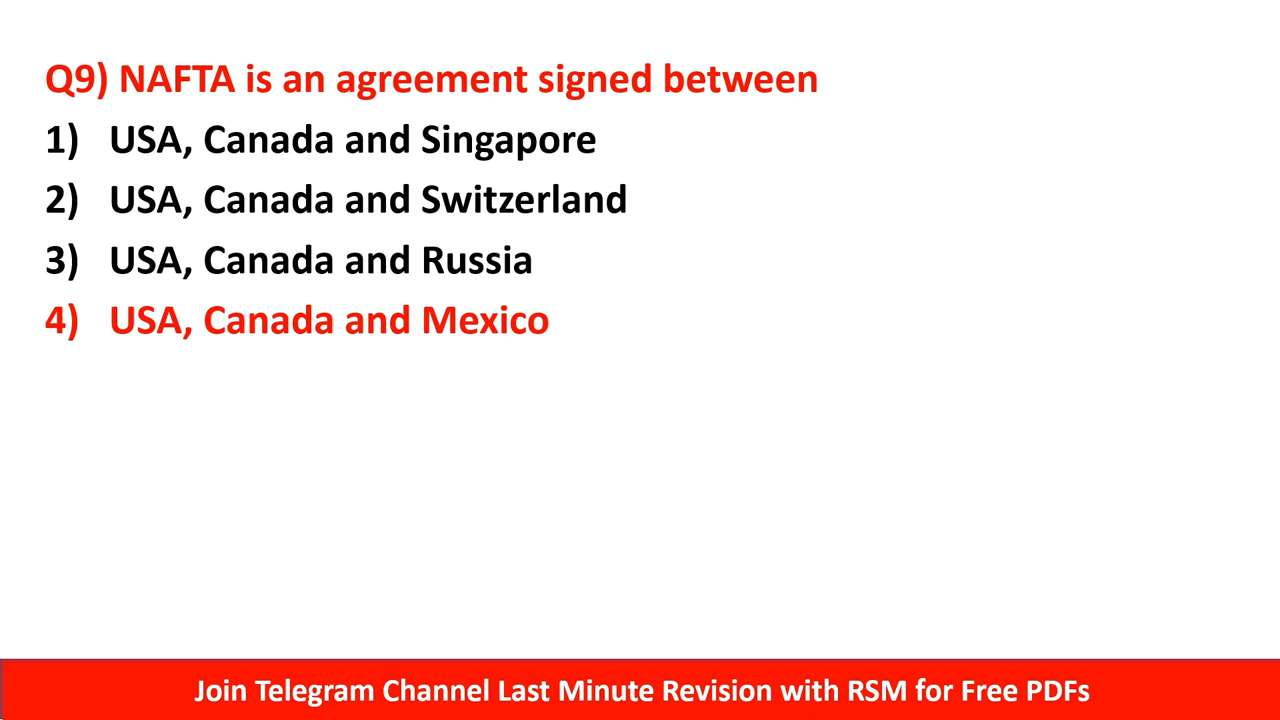 Q9) NAFTA is an agreement signed between
1) USA, Canada and Singapore
2) USA, Canada and Switzerland
3) USA, Canada and Russia
4) USA, Canada and Mexico
Join Telegram Channel Last Minute Revision with RSM for Free PDFs